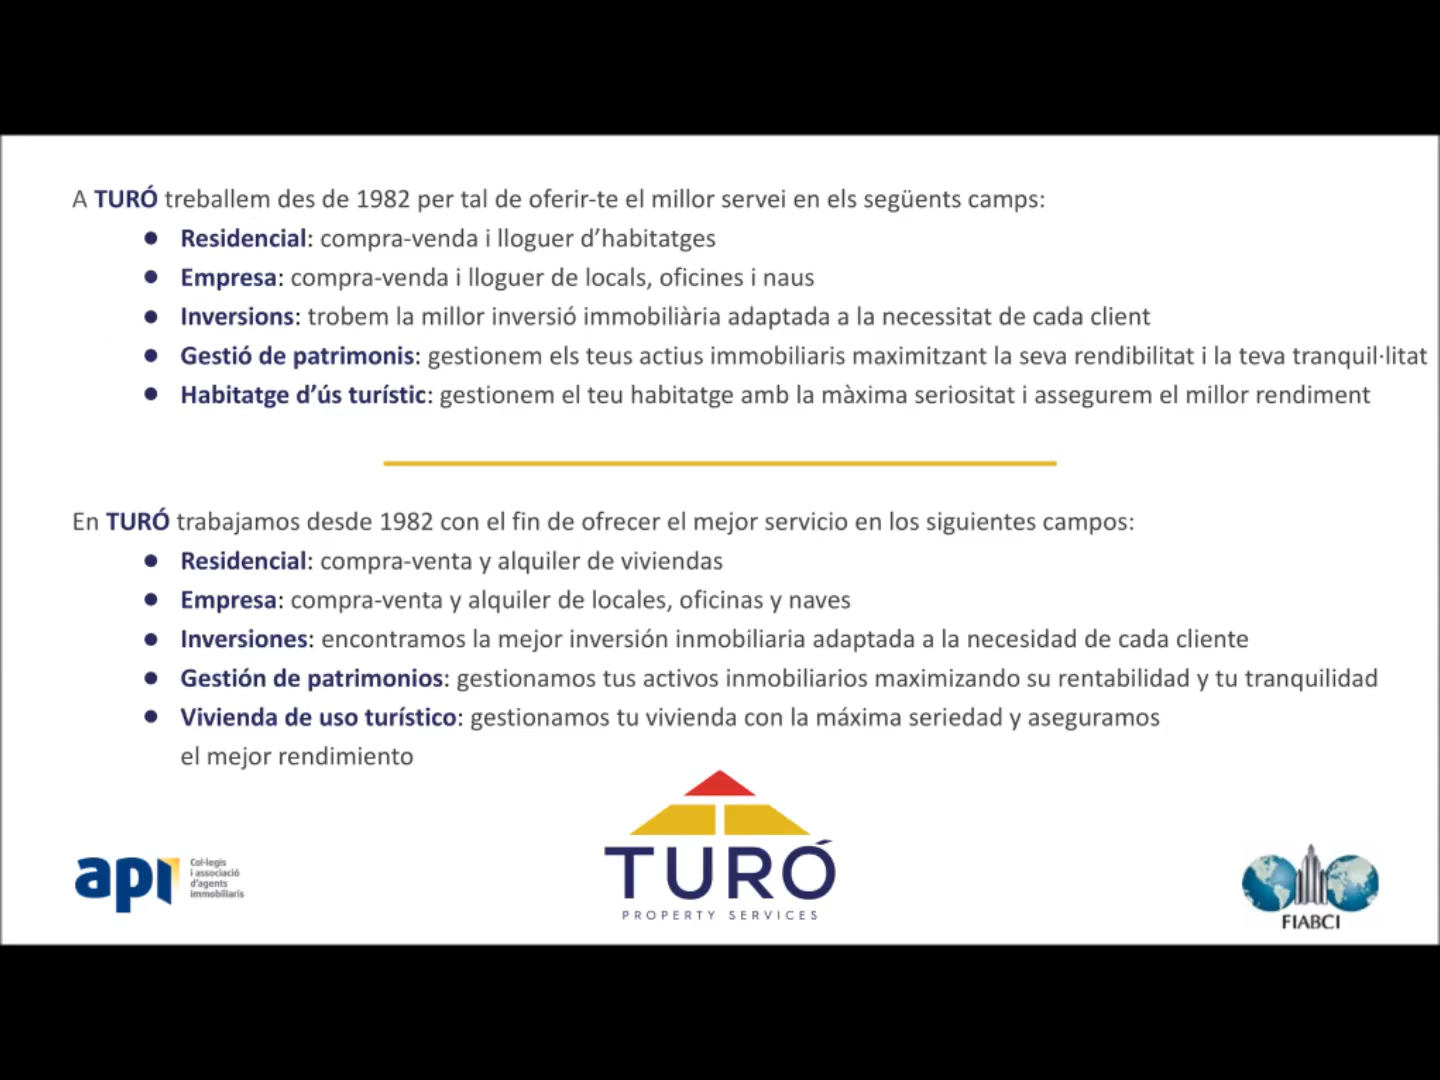 A TURÓ treballem des de 1982 per tal de oferir-te el millor servei en els següents camps:
● Residencial: compra-venda i lloguer d’habitatges
● Empresa: compra-venda i lloguer de locals, oficines i naus
● Inversions: trobem la millor inversió immobiliària adaptada a la necessitat de cada client
● Gestió de patrimonis: gestionem els teus actius immobiliaris maximitzant la seva rendibilitat i la teva tranquil·litat
● Habitatge d’ús turístic: gestionem el teu habitatge amb la màxima seriositat i assegurem el millor rendiment
En TURÓ trabajamos desde 1982 con el fin de ofrecer el mejor servicio en los siguientes campos:
● Residencial: compra-venta y alquiler de viviendas
● Empresa: compra-venta y alquiler de locales, oficinas y naves
● Inversiones: encontramos la mejor inversión inmobiliaria adaptada a la necesidad de cada cliente
● Gestión de patrimonios: gestionamos tus activos inmobiliarios maximizando su rentabilidad y tu tranquilidad
● Vivienda de uso turístico: gestionamos tu vivienda con la máxima seriedad y aseguramos
el mejor rendimiento
api
Col·legis
i associació
d'agents
immobiliaris
TURÓ
PROPERTY SERVICES
FIABCI